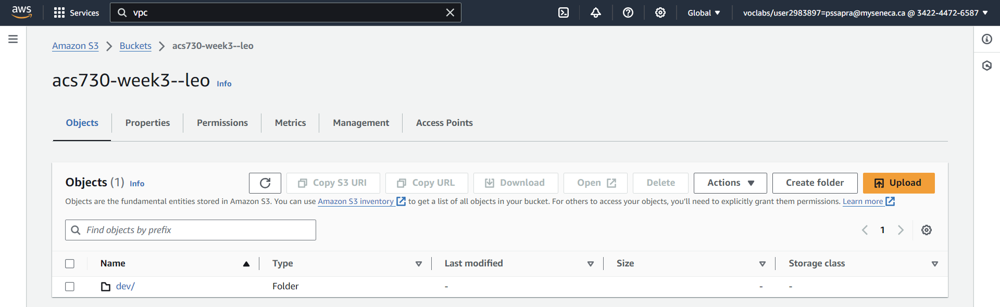 aws Services vpc Global voclabs/user2983897=pssapra@myseneca.ca @ 3422-4472-6587
Amazon S3 Buckets acs730-week3--leo
acs730-week3--leo Info
Objects Properties Permissions Metrics Management Access Points
Objects (1) Info Copy S3 URI Copy URL Download Open Delete Actions Create folder Upload
Objects are the fundamental entities stored in Amazon S3. You can use Amazon S3 inventory to get a list of all objects in your bucket. For others to access your objects, you'll need to explicitly grant them permissions. Learn more
Find objects by prefix 1
Name Type Last modified Size Storage class
dev/ Folder - - -